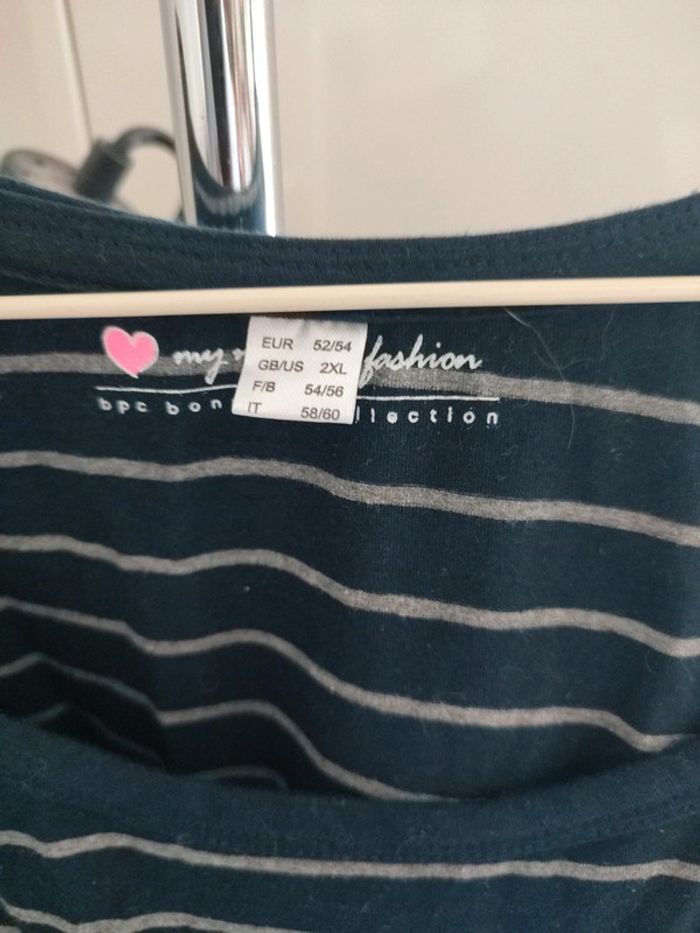 my fashion
EUR 52/54
GB/US 2XL
F/B 54/56
IT 58/60
bpc bon llection